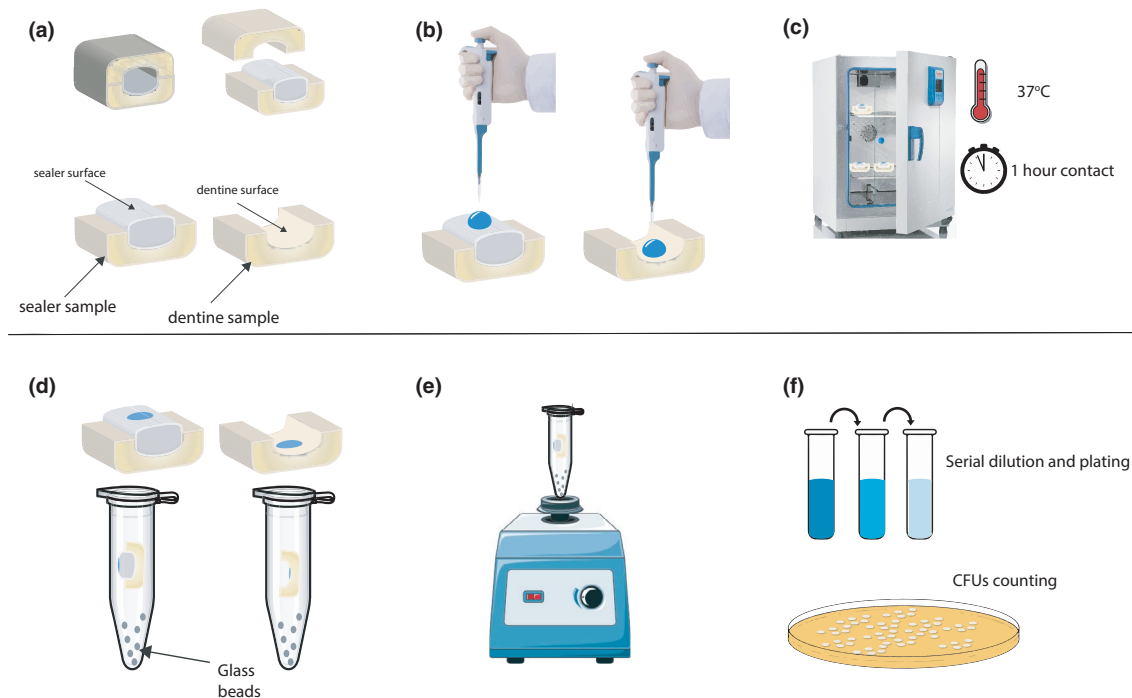 (a)
(b)
(c)
37ºC
1 hour contact
sealer surface
dentine surface
sealer sample
dentine sample
(d)
(e)
(f)
Serial dilution and plating
CFUs counting
Glass
beads